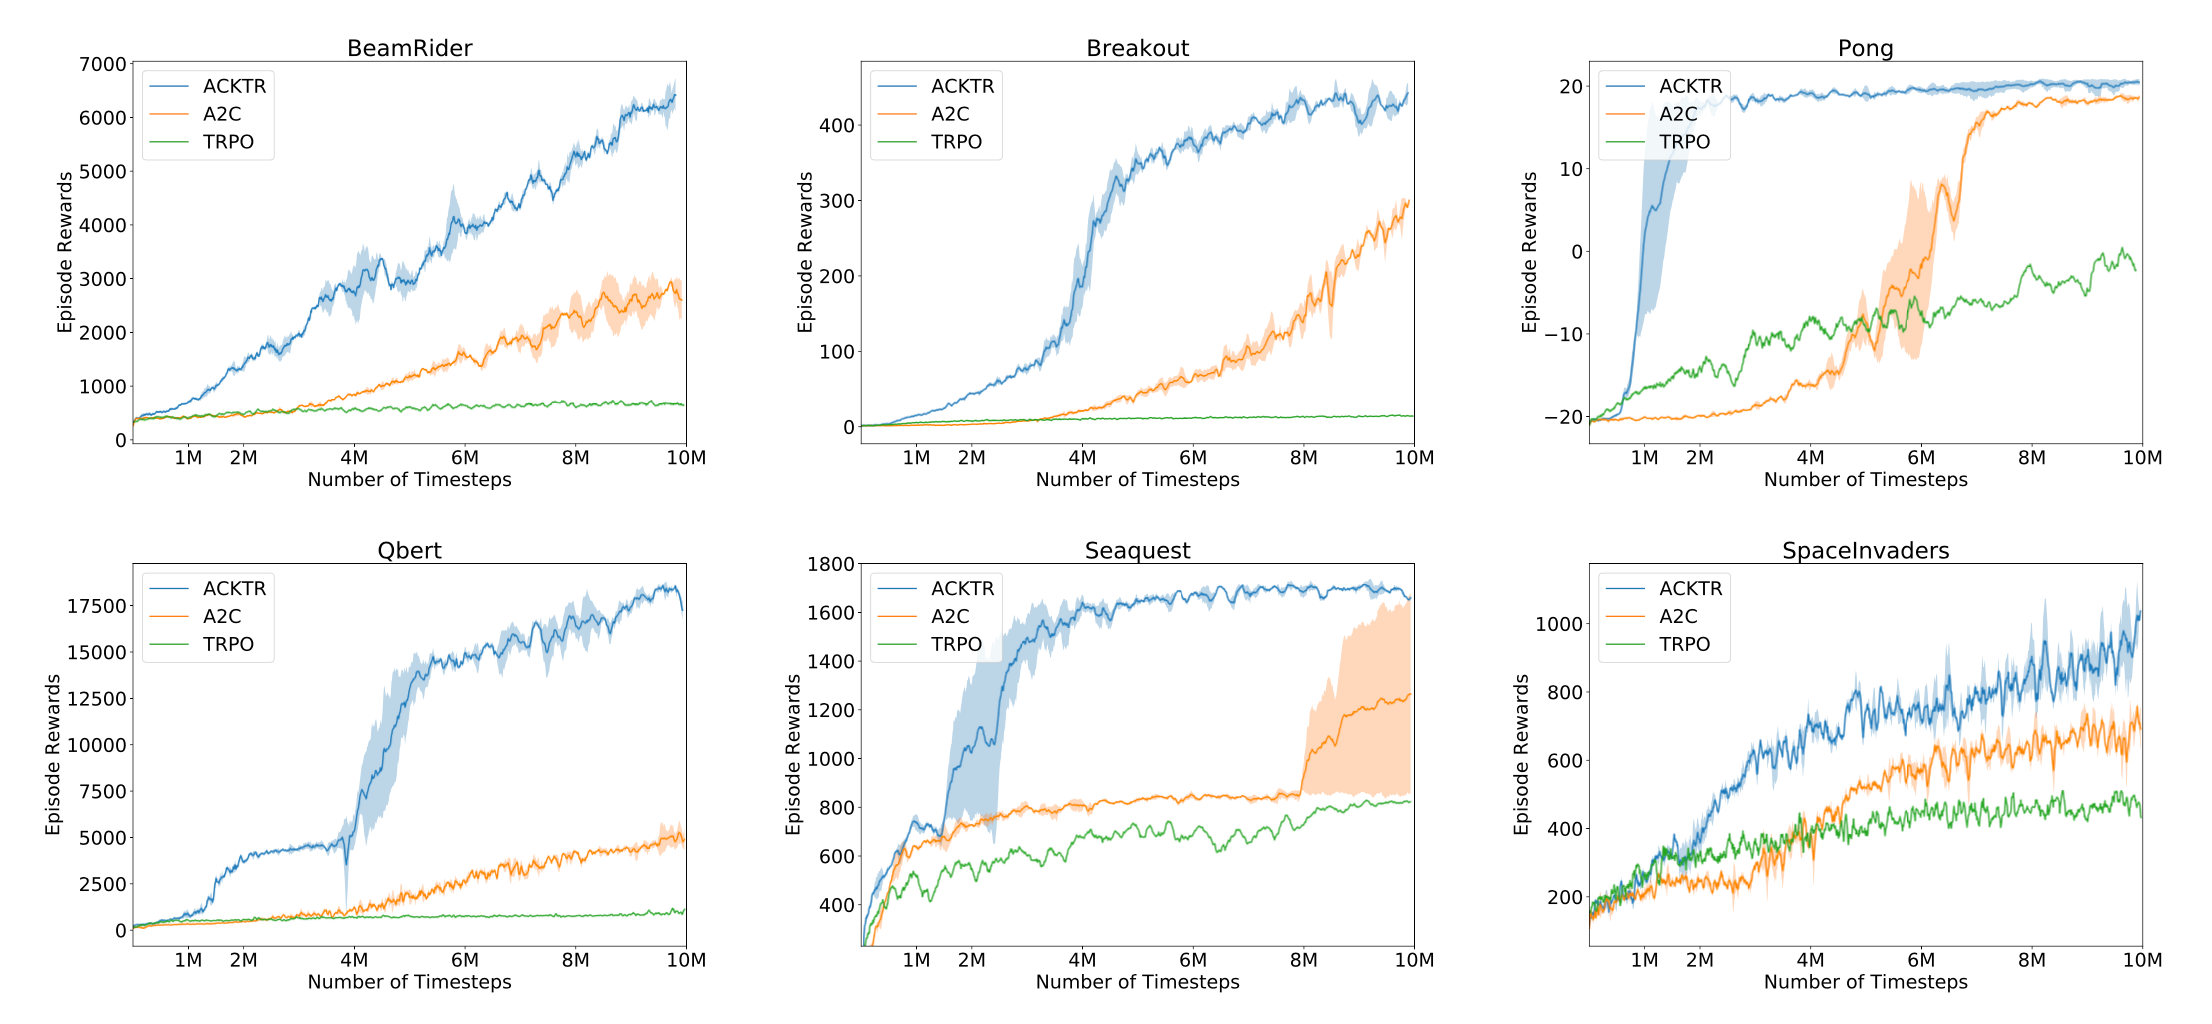 BeamRider
7000
6000
5000
4000
3000
2000
1000
0
Episode Rewards
ACKTR
A2C
TRPO
1M 2M 4M 6M 8M 10M
Number of Timesteps
Breakout
400
300
200
100
0
Episode Rewards
ACKTR
A2C
TRPO
1M 2M 4M 6M 8M 10M
Number of Timesteps
Pong
20
10
0
−10
−20
Episode Rewards
ACKTR
A2C
TRPO
1M 2M 4M 6M 8M 10M
Number of Timesteps
Qbert
17500
15000
12500
10000
7500
5000
2500
0
Episode Rewards
ACKTR
A2C
TRPO
1M 2M 4M 6M 8M 10M
Number of Timesteps
Seaquest
1800
1600
1400
1200
1000
800
600
400
Episode Rewards
ACKTR
A2C
TRPO
1M 2M 4M 6M 8M 10M
Number of Timesteps
SpaceInvaders
1000
800
600
400
200
Episode Rewards
ACKTR
A2C
TRPO
1M 2M 4M 6M 8M 10M
Number of Timesteps